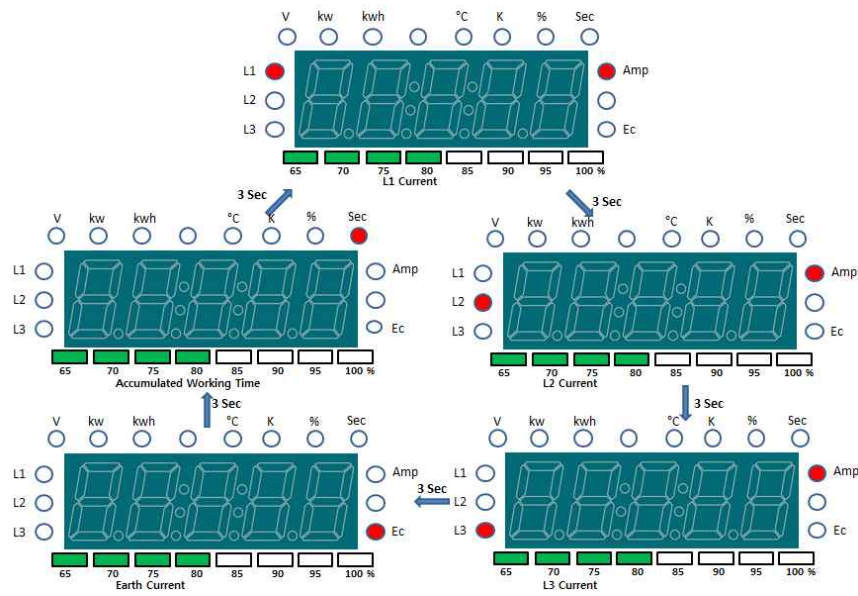 V kw kwh °C K % Sec
L1 Amp
L2
L3 Ec
65 70 75 80 85 90 95 100 %
L1 Current
3 Sec
3 Sec
V kw kwh °C K % Sec
L1 Amp
L2
L3 Ec
65 70 75 80 85 90 95 100 %
Accumulated Working Time
V kw kwh °C K % Sec
L1 Amp
L2
L3 Ec
65 70 75 80 85 90 95 100 %
L2 Current
3 Sec
3 Sec
V kw kwh °C K % Sec
L1 Amp
L2
L3 Ec
65 70 75 80 85 90 95 100 %
Earth Current
3 Sec
V kw kwh °C K % Sec
L1 Amp
L2
L3 Ec
65 70 75 80 85 90 95 100 %
L3 Current